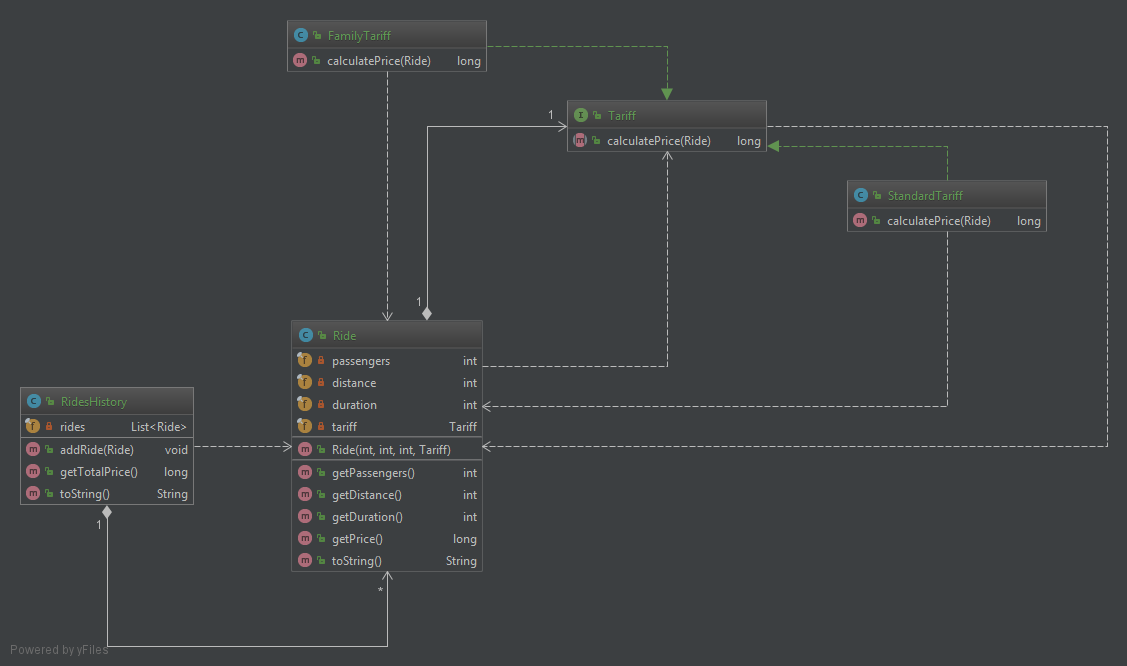 FamilyTariff
calculatePrice(Ride) long
1
Tariff
calculatePrice(Ride) long
StandardTariff
calculatePrice(Ride) long
1
Ride
passengers int
distance int
duration int
tariff Tariff
Ride(int, int, int, Tariff)
getPassengers() int
getDistance() int
getDuration() int
getPrice() long
toString() String
RidesHistory
rides List<Ride>
addRide(Ride) void
getTotalPrice() long
toString() String
1
*
Powered by yFiles